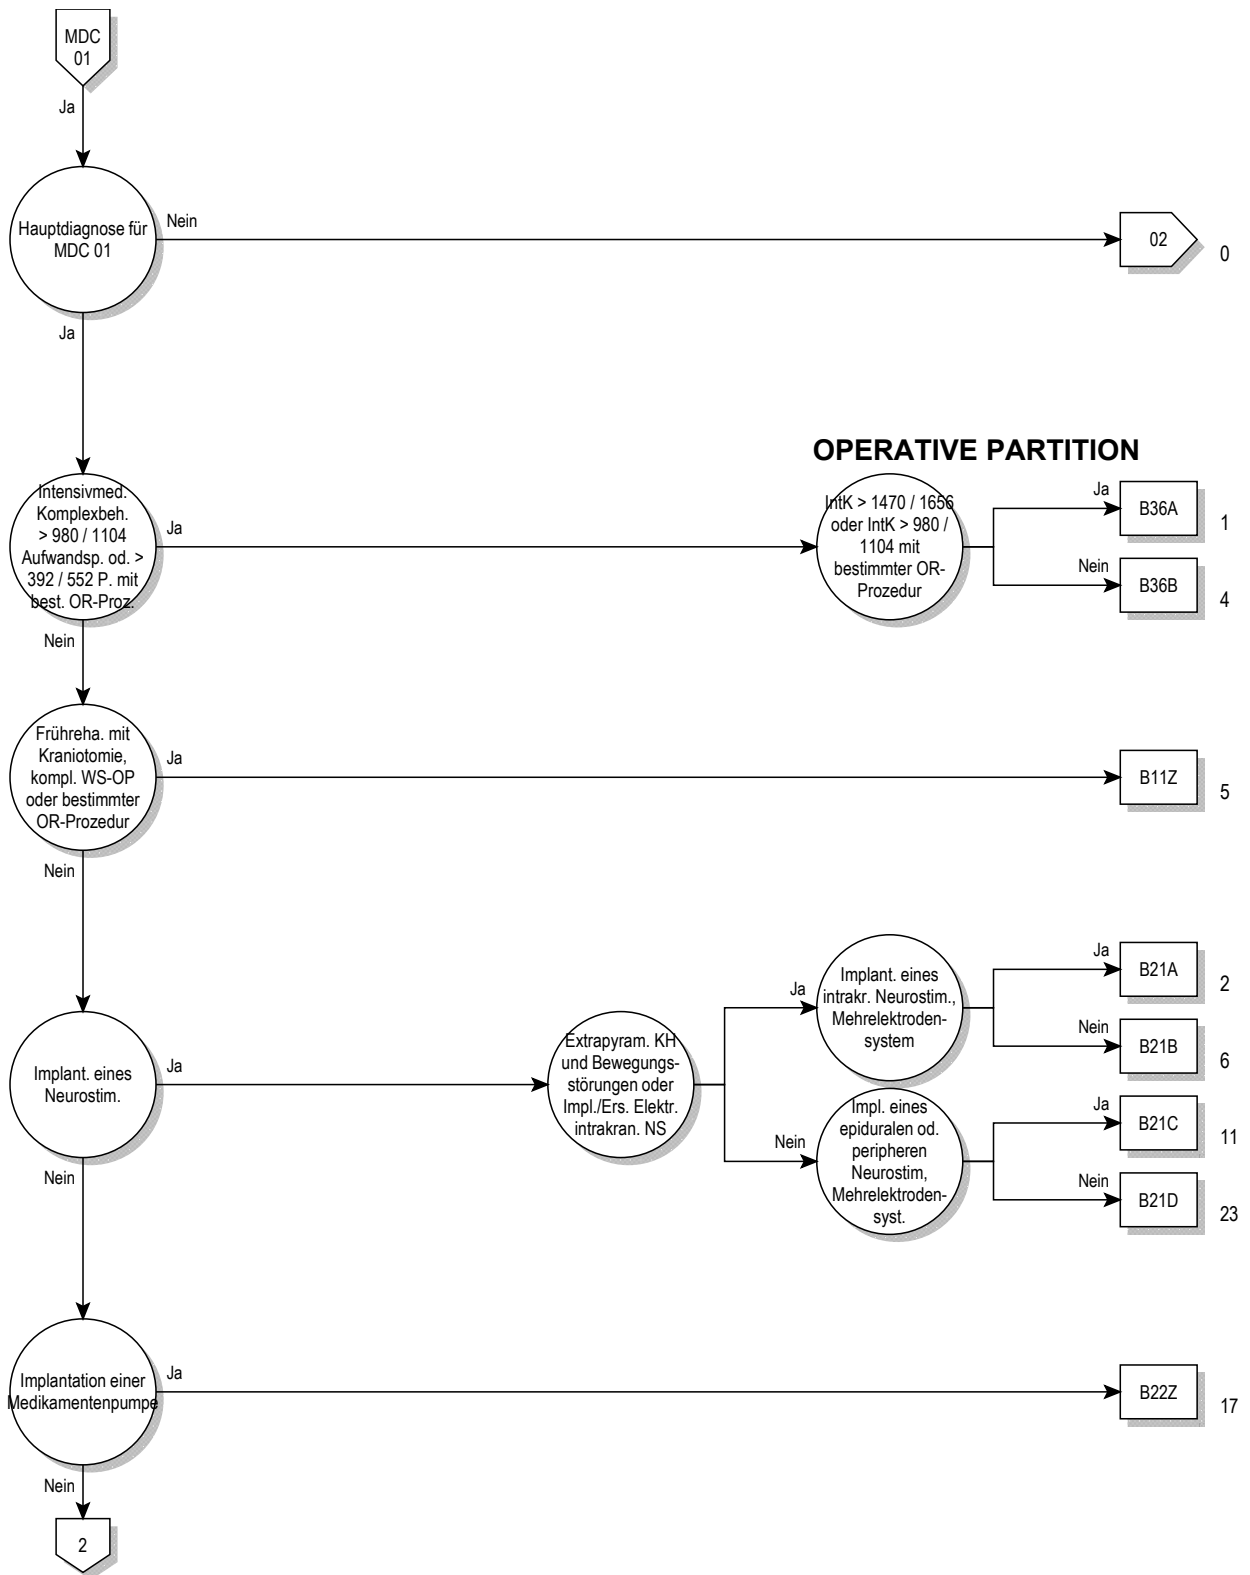 MDC
01
Ja
Hauptdiagnose für
MDC 01
Nein
02
0
Ja
OPERATIVE PARTITION
Intensivmed.
Komplexbeh.
> 980 / 1104
Aufwandsp. od. >
392 / 552 P. mit
best. OR-Proz.
Ja
IntK > 1470 / 1656
oder IntK > 980 /
1104 mit
bestimmter OR-
Prozedur
Ja
B36A
1
Nein
B36B
4
Nein
Frühreha. mit
Kraniotomie,
kompl. WS-OP
oder bestimmter
OR-Prozedur
Ja
B11Z
5
Nein
Implant. eines
Neurostim.
Ja
Extrapyram. KH
und Bewegungs-
störungen oder
Impl./Ers. Elektr.
intrakran. NS
Ja
Implant. eines
intrakr. Neurostim.,
Mehrelektroden-
system
Ja
B21A
2
Nein
B21B
6
Nein
Impl. eines
epiduralen od.
peripheren
Neurostim,
Mehrelektroden-
syst.
Ja
B21C
11
Nein
B21D
23
Nein
Implantation einer
Medikamentenpumpe
Ja
B22Z
17
Nein
2